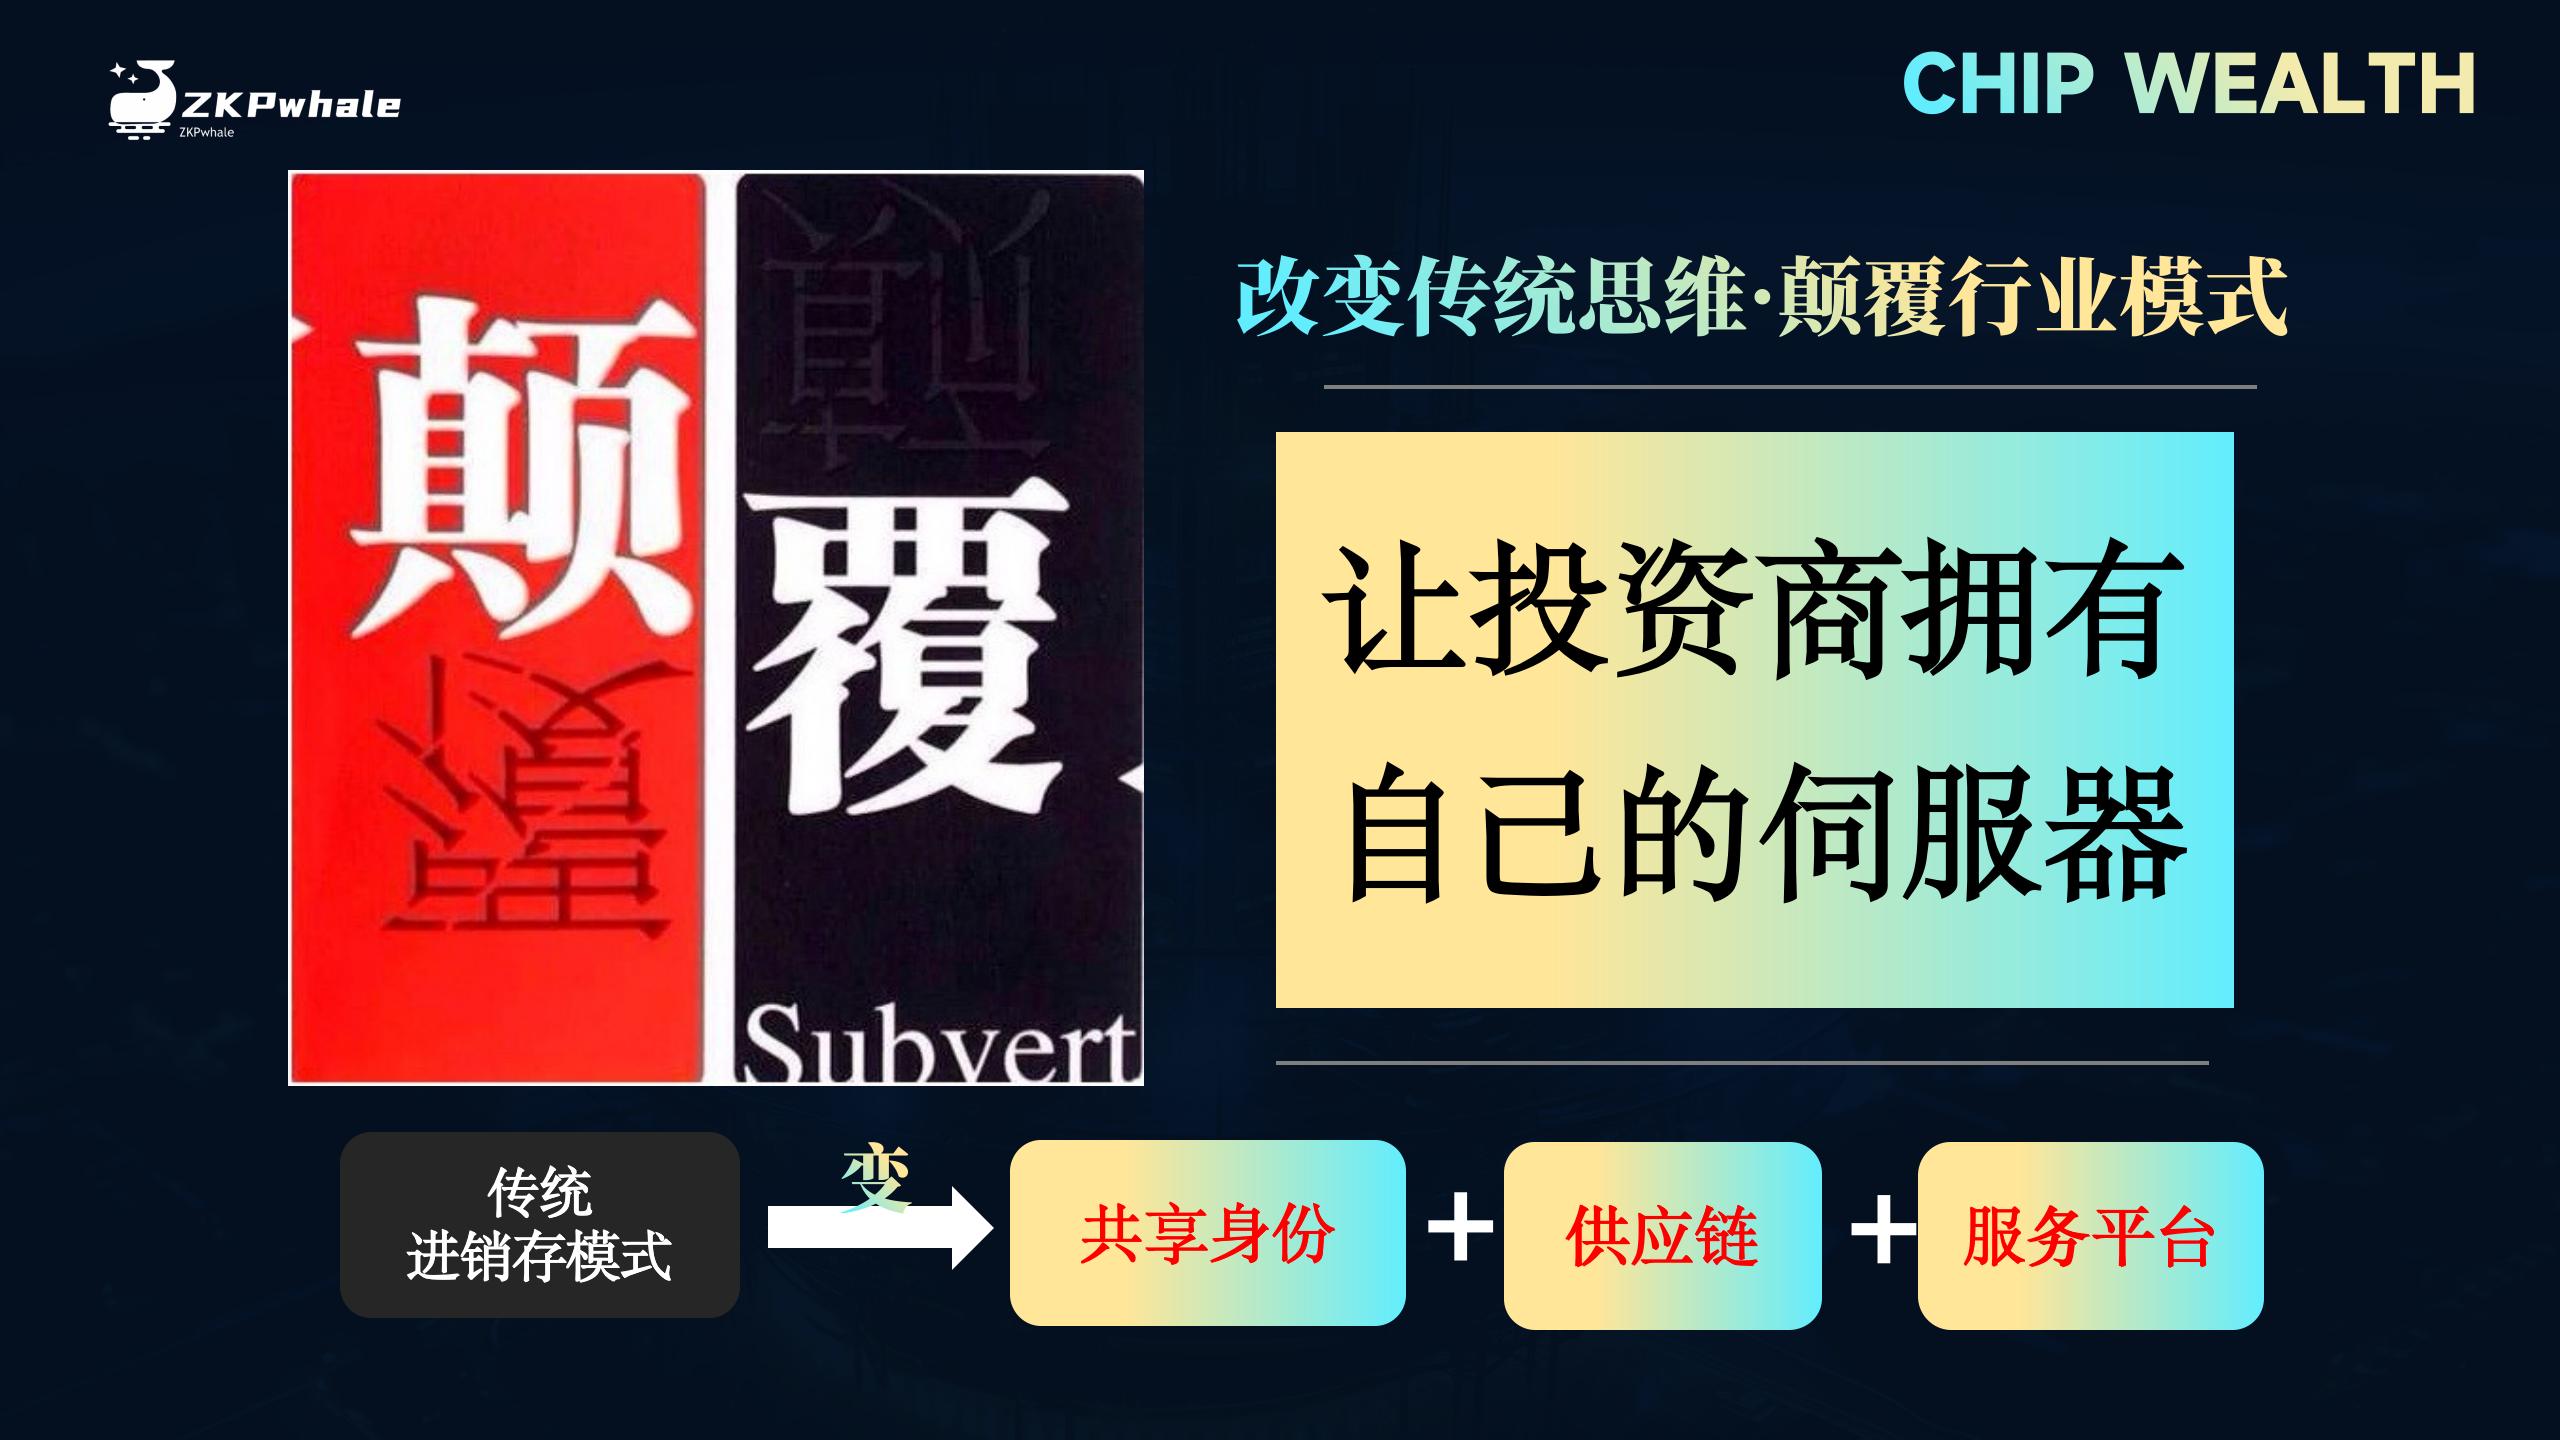 ZKPwhale
ZKPwhale
CHIP WEALTH
颠
覆
覆
颠
Subvert
改变传统思维·颠覆行业模式
让投资商拥有
自己的伺服器
传统
进销存模式
变
共享身份
+
供应链
+
服务平台